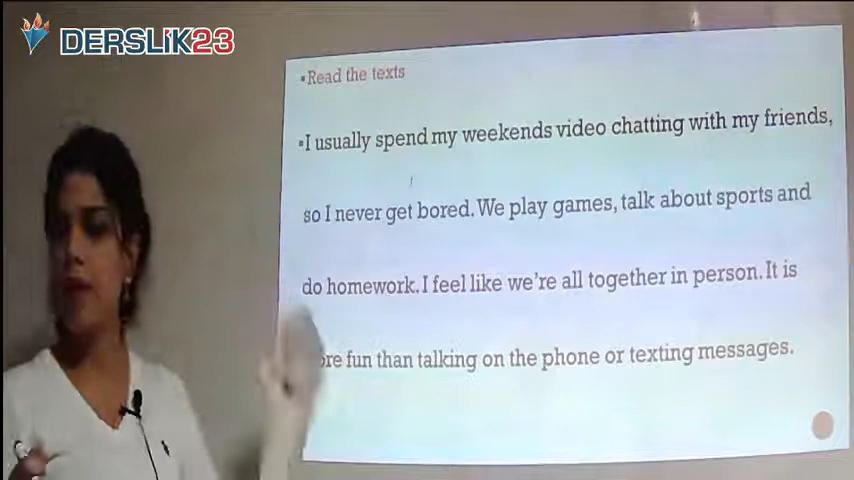 DERSLİK23
▪Read the texts
▪I usually spend my weekends video chatting with my friends,
so I never get bored. We play games, talk about sports and
do homework. I feel like we're all together in person. It is
fun than talking on the phone or texting messages.